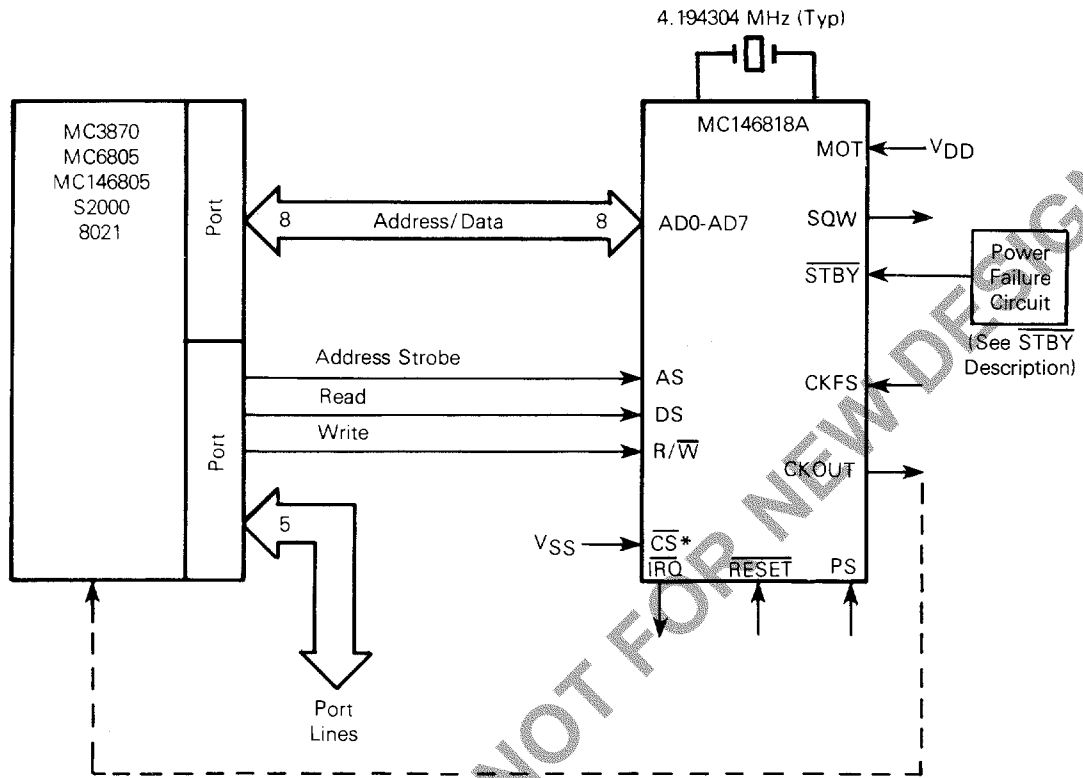 4.194304 MHz (Typ)
MC3870
MC6805
MC146805
S2000
8021
Port
8
Address/Data
8
MC146818A
MOT
VDD
AD0-AD7
SQW
STBY
Power
Failure
Circuit
(See STBY
Description)
Address Strobe
AS
CKFS
Read
DS
Write
R/W
Port
CKOUT
5
VSS
CS*
IRQ
RESET
PS
Port
Lines
NOT FOR NEW DESIGN